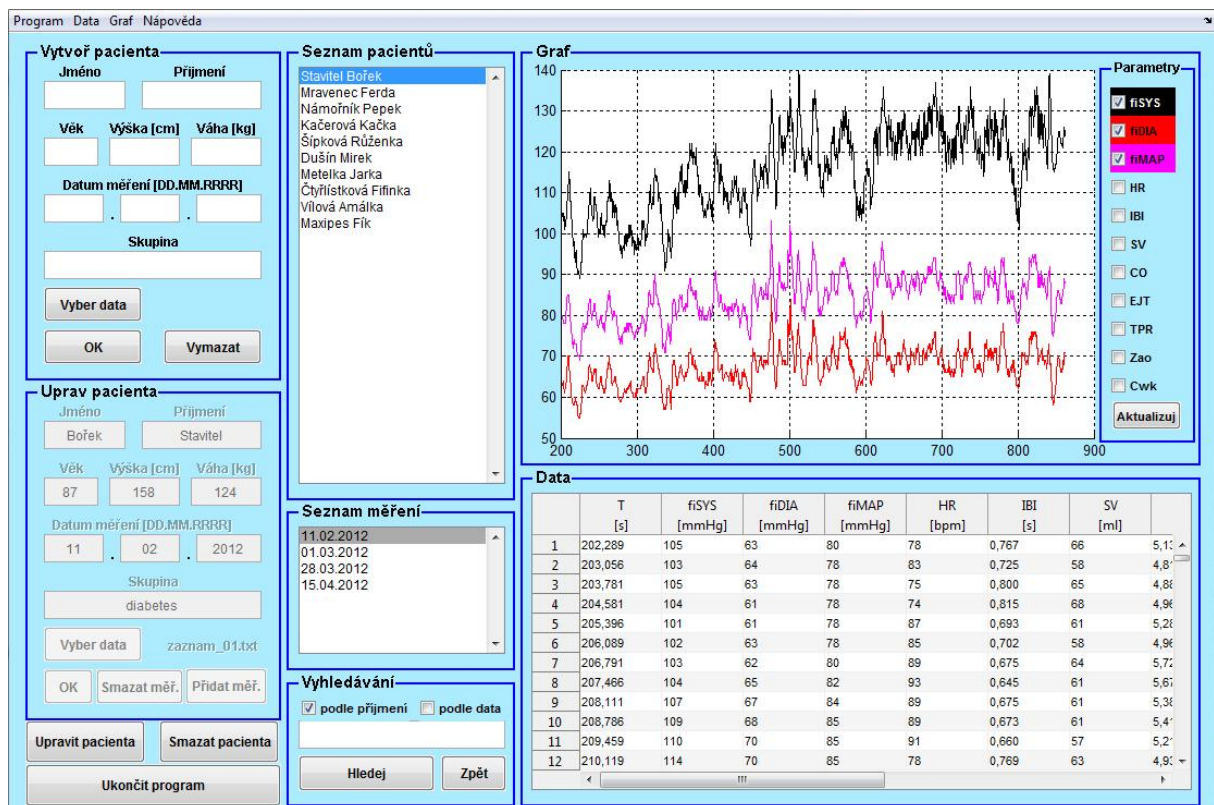 Program Data Graf Nápověda
Vytvoř pacienta
Jméno Přijmení
Věk Výška [cm] Váha [kg]
Datum měření [DD.MM.RRRR]
. .
Skupina
Vyber data
OK Vymazat
Uprav pacienta
Jméno Přijmení
Bořek Stavitel
Věk Výška [cm] Váha [kg]
87 158 124
Datum měření [DD.MM.RRRR]
11 . 02 . 2012
Skupina
diabetes
Vyber data zaznam_01.txt
OK Smazat měř. Přidat měř.
Upravit pacienta Smazat pacienta
Ukončit program
Seznam pacientů
Stavitel Bořek
Mravenec Ferda
Námořník Pepek
Kačerová Kačka
Šípková Růženka
Dušín Mirek
Metelka Jarka
Čtyřlístková Fifinka
Vílová Amálka
Maxipes Fík
Seznam měření
11.02.2012
01.03.2012
28.03.2012
15.04.2012
Vyhledávání
podle přijmení podle data
Hledej Zpět
Graf
140
130
120
110
100
90
80
70
60
50
200 300 400 500 600 700 800 900
Parametry
fiSYS
fiDIA
fiMAP
HR
IBI
SV
CO
EJT
TPR
Zao
Cwk
Aktualizuj
Data
T fiSYS fiDIA fiMAP HR IBI SV
[s] [mmHg] [mmHg] [mmHg] [bpm] [s] [ml]
1 202,289 105 63 80 78 0,767 66
2 203,056 103 64 78 83 0,725 58
3 203,781 105 63 78 75 0,800 65
4 204,581 104 61 78 74 0,815 68
5 205,396 101 61 78 87 0,693 61
6 206,089 102 63 78 85 0,702 58
7 206,791 103 62 80 89 0,675 64
8 207,466 104 65 82 93 0,645 61
9 208,111 107 67 84 89 0,675 61
10 208,786 109 68 85 89 0,673 61
11 209,459 110 70 85 91 0,660 57
12 210,119 114 70 85 78 0,769 63